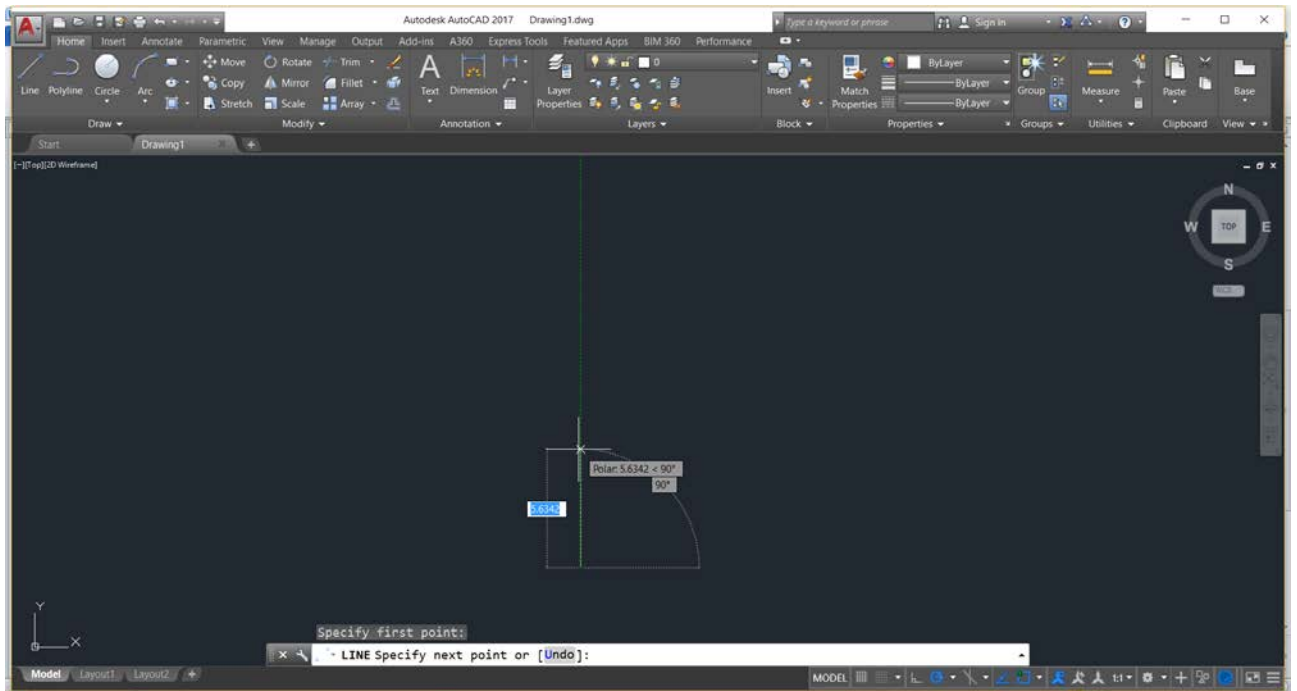 Autodesk AutoCAD 2017 Drawing1.dwg Type a keyword or phrase Sign In
Home Insert Annotate Parametric View Manage Output Add-ins A360 Express Tools Featured Apps BIM 360 Performance
Line Polyline Circle Arc
Move Rotate Trim
Copy Mirror Fillet
Stretch Scale Array
Text Dimension
Layer Properties
0
Insert
Match Properties
ByLayer
ByLayer
ByLayer
Group Measure Paste Base
Draw Modify Annotation Layers Block Properties Groups Utilities Clipboard View
Start Drawing1
[-][Top][2D Wireframe]
N
W TOP E
S
WCS
Polar: 5.6342 < 90°
90°
5.6342
Y
X
Specify first point:
LINE Specify next point or [Undo]:
Model Layout1 Layout2 MODEL 1:1